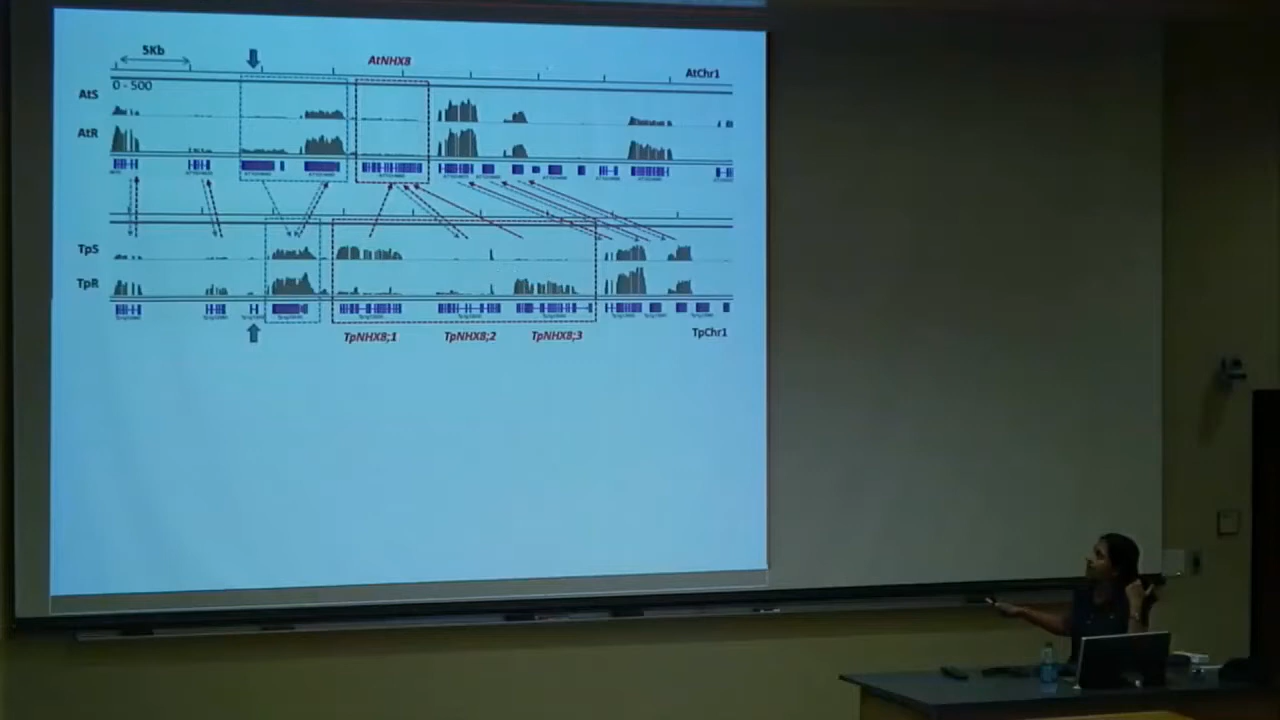 5Kb
AtNHX8
AtChr1
0 - 500
AtS
AtR
TpS
TpR
TpNHX8;1
TpNHX8;2
TpNHX8;3
TpChr1